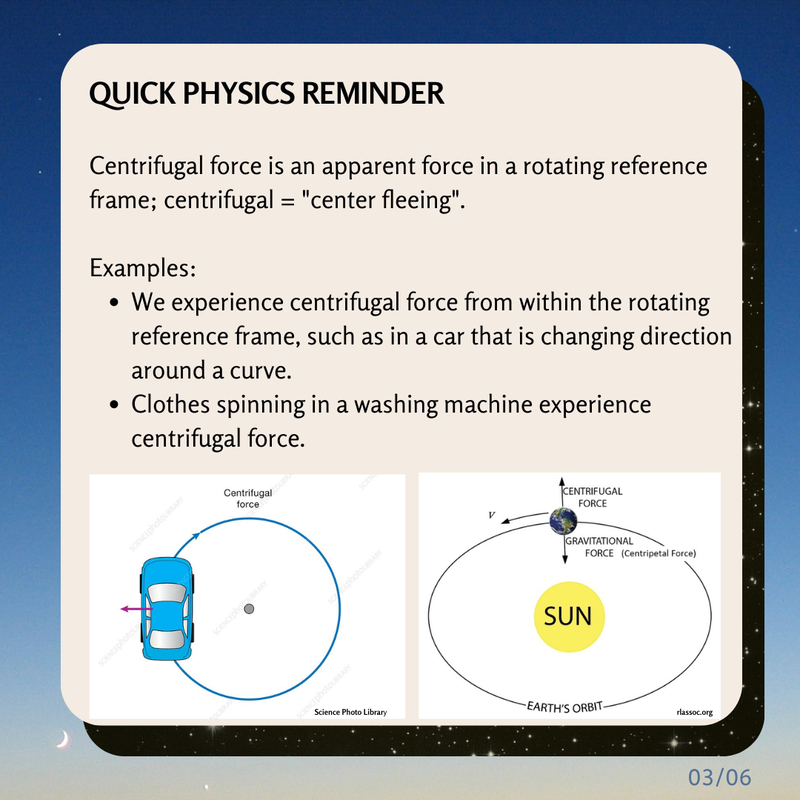 QUICK PHYSICS REMINDER
Centrifugal force is an apparent force in a rotating reference
frame; centrifugal = "center fleeing".
Examples:
• We experience centrifugal force from within the rotating
reference frame, such as in a car that is changing direction
around a curve.
• Clothes spinning in a washing machine experience
centrifugal force.
Centrifugal
force
Science Photo Library
CENTRIFUGAL
FORCE
V
GRAVITATIONAL
FORCE (Centripetal Force)
SUN
EARTH'S ORBIT
rlassoc.org
03/06